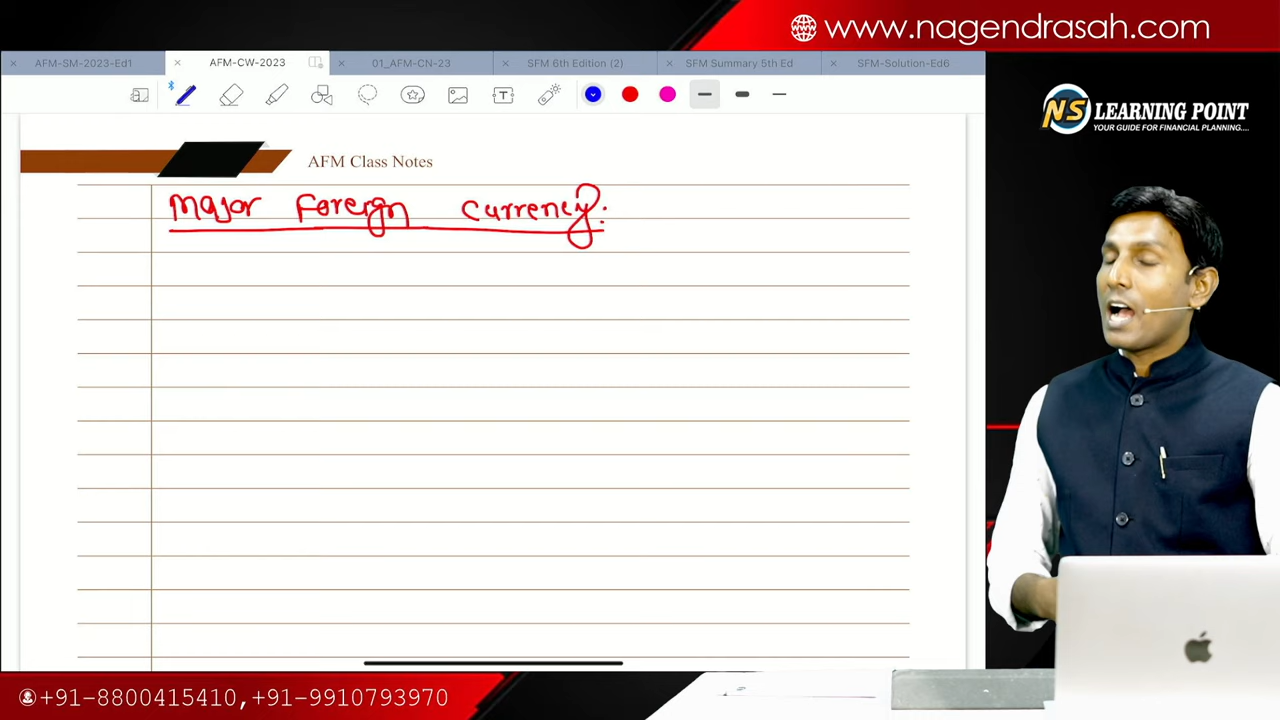 www.nagendrasah.com
AFM-SM-2023-Ed1
AFM-CW-2023
01_AFM-CN-23
SFM 6th Edition (2)
SFM Summary 5th Ed
SFM-Solution-Ed6
NS LEARNING POINT
YOUR GUIDE FOR FINANCIAL PLANNING....
AFM Class Notes
Major Foreign Currency:
+91-8800415410,+91-9910793970